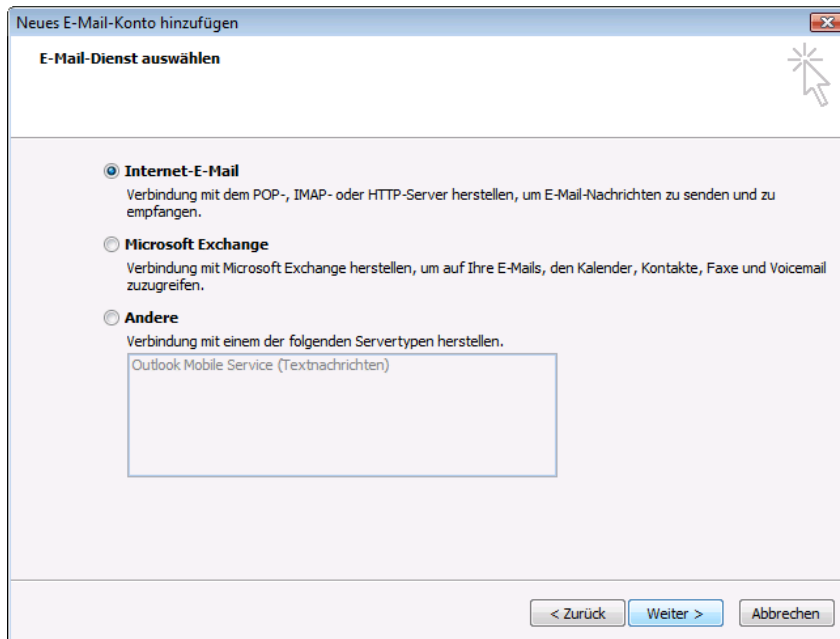 Neues E-Mail-Konto hinzufügen
E-Mail-Dienst auswählen
Internet-E-Mail
Verbindung mit dem POP-, IMAP- oder HTTP-Server herstellen, um E-Mail-Nachrichten zu senden und zu
empfangen.
Microsoft Exchange
Verbindung mit Microsoft Exchange herstellen, um auf Ihre E-Mails, den Kalender, Kontakte, Faxe und Voicemail
zuzugreifen.
Andere
Verbindung mit einem der folgenden Servertypen herstellen.
Outlook Mobile Service (Textnachrichten)
< Zurück Weiter > Abbrechen